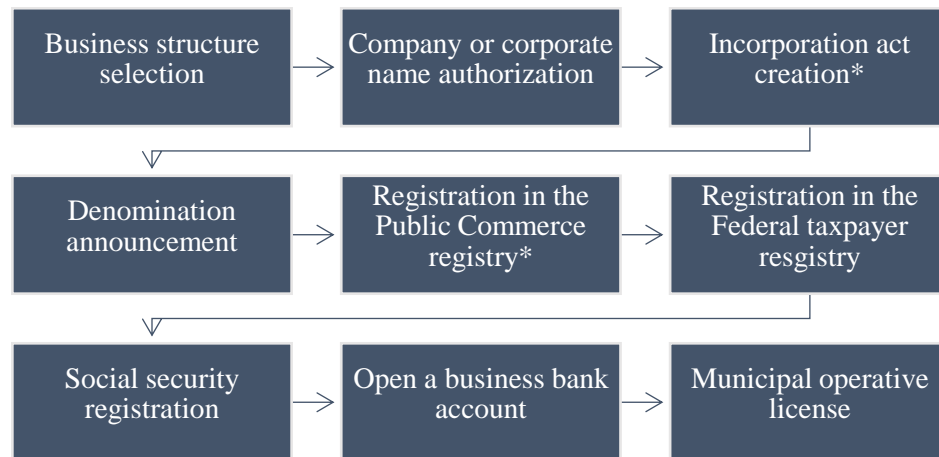 Business structure
selection
Company or corporate
name authorization
Incorporation act
creation*
Denomination
announcement
Registration in the
Public Commerce
registry*
Registration in the
Federal taxpayer
resgistry
Social security
registration
Open a business bank
account
Municipal operative
license